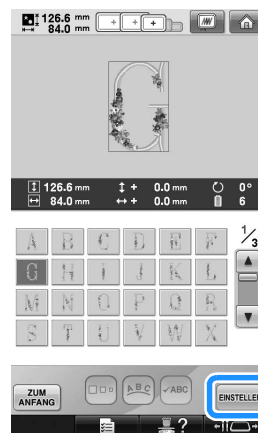 126.6 mm
84.0 mm
126.6 mm + 0.0 mm 0°
84.0 mm + 0.0 mm 6
1/3
A B C D E F
G H I J K L
M N O P Q R
S T U V W X
ZUM ANFANG
ABC
✓ABC
EINSTELLEN
?